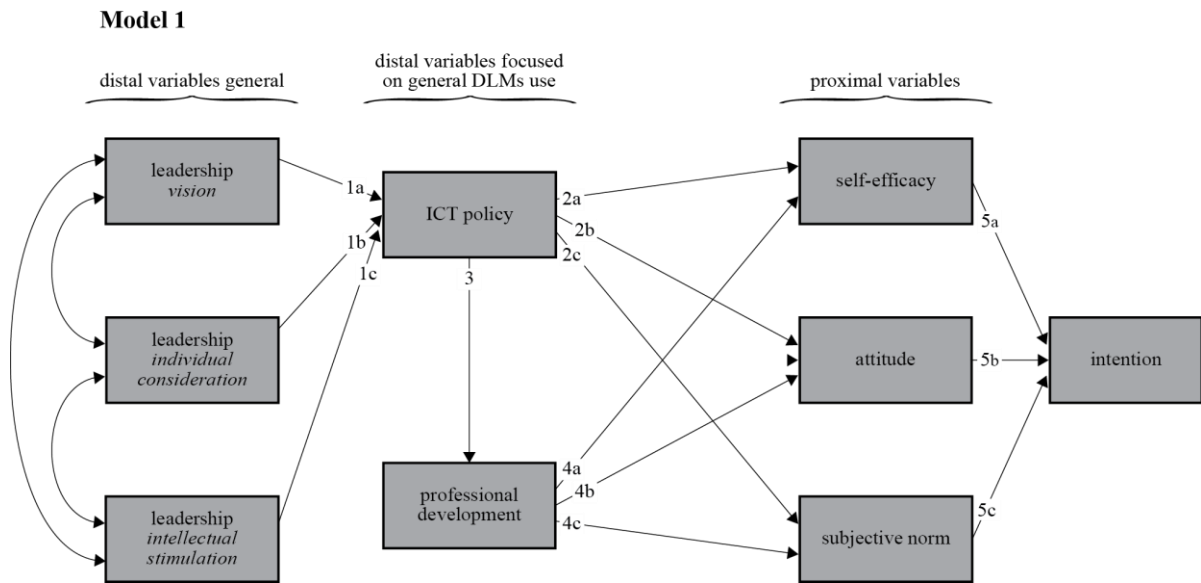 Model 1
distal variables general
distal variables focused
on general DLMs use
proximal variables
leadership
vision
1a
ICT policy
2a
self-efficacy
2b
5a
1b
2c
1c
3
leadership
individual
consideration
attitude
5b
intention
4a
professional
development
4b
4c
5c
leadership
intellectual
stimulation
subjective norm